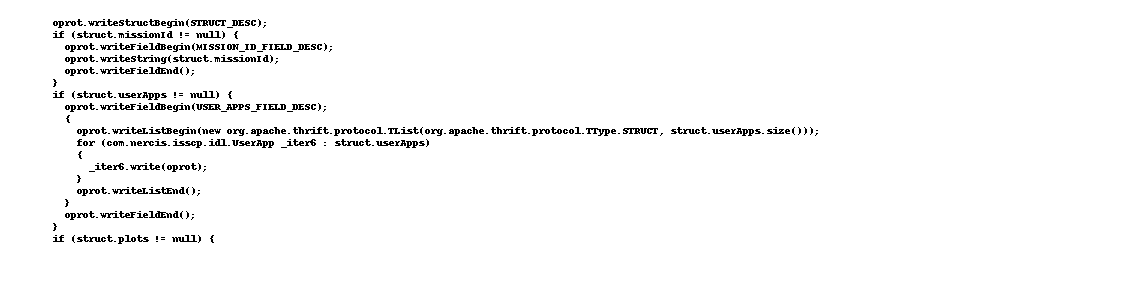 oprot.writeStructBegin(STRUCT_DESC);
if (struct.missionId != null) {
oprot.writeFieldBegin(MISSION_ID_FIELD_DESC);
oprot.writeString(struct.missionId);
oprot.writeFieldEnd();
}
if (struct.userApps != null) {
oprot.writeFieldBegin(USER_APPS_FIELD_DESC);
{
oprot.writeListBegin(new org.apache.thrift.protocol.TList(org.apache.thrift.protocol.TType.STRUCT, struct.userApps.size()));
for (com.nercis.isscp.idl.UserApp _iter6 : struct.userApps)
{
_iter6.write(oprot);
}
oprot.writeListEnd();
}
oprot.writeFieldEnd();
}
if (struct.plots != null) {